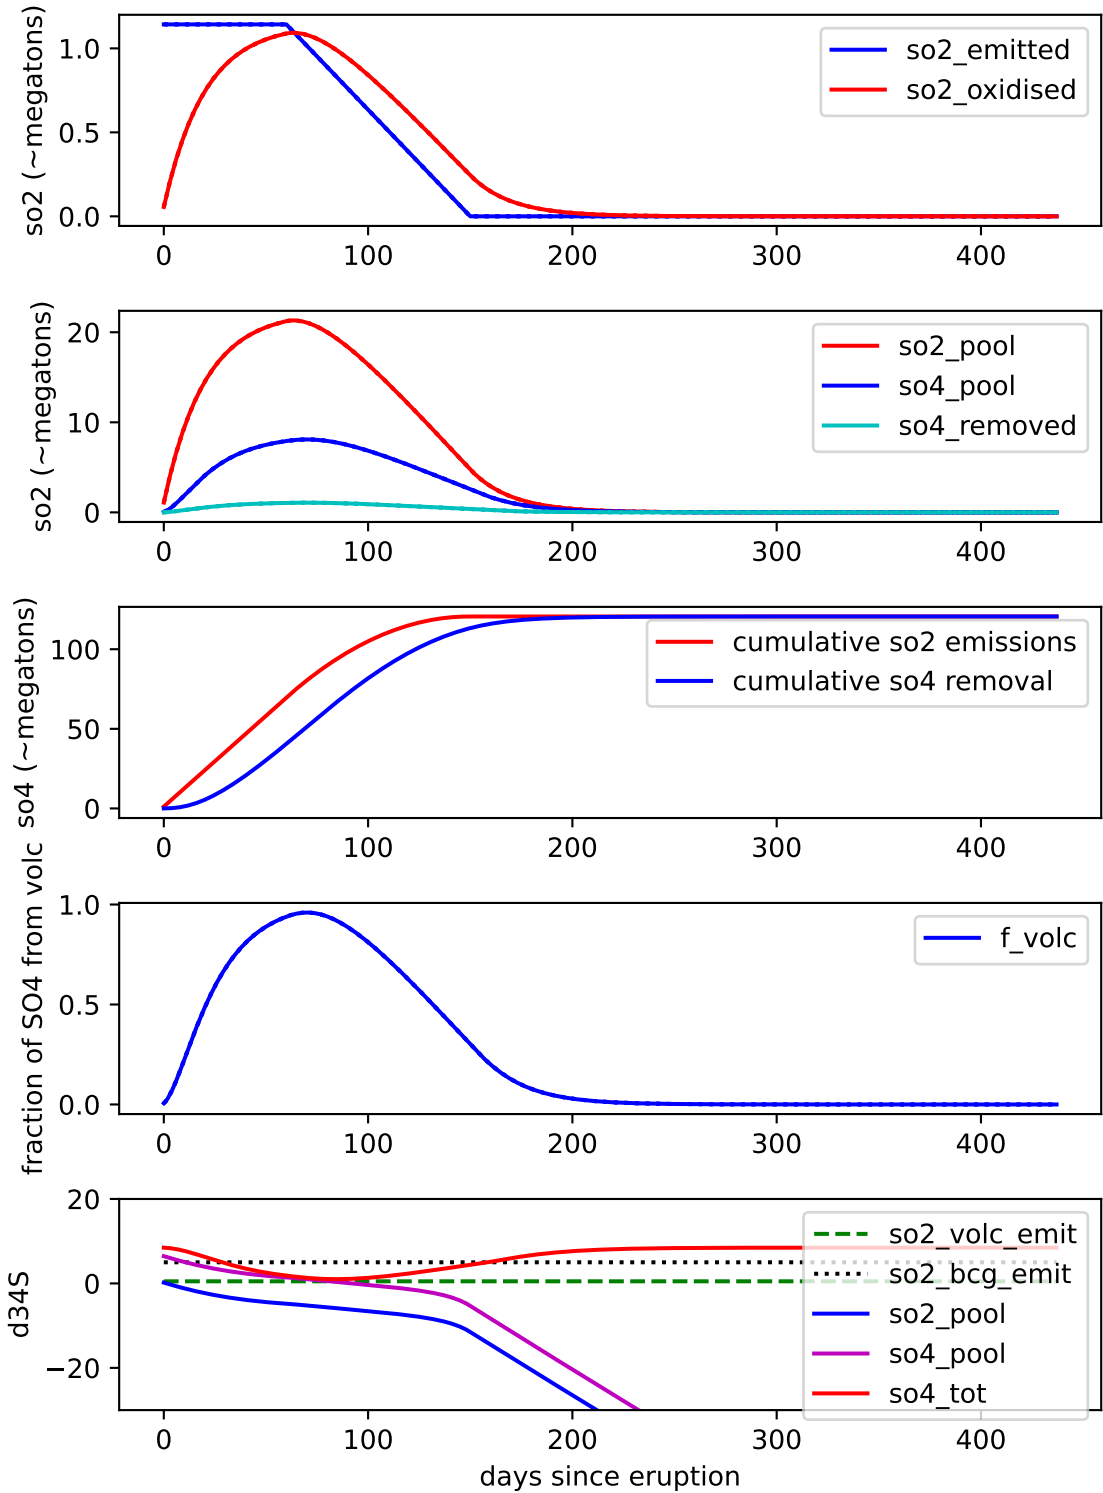 so2 (~megatons)
1.0
0.5
0.0
so2_emitted
so2_oxidised
0 100 200 300 400
so2 (~megatons)
20
10
0
so2_pool
so4_pool
so4_removed
0 100 200 300 400
so4 (~megatons)
100
50
0
cumulative so2 emissions
cumulative so4 removal
0 100 200 300 400
fraction of SO4 from volc
1.0
0.5
0.0
f_volc
0 100 200 300 400
d34S
20
0
−20
so2_volc_emit
so2_bcg_emit
so2_pool
so4_pool
so4_tot
0 100 200 300 400
days since eruption